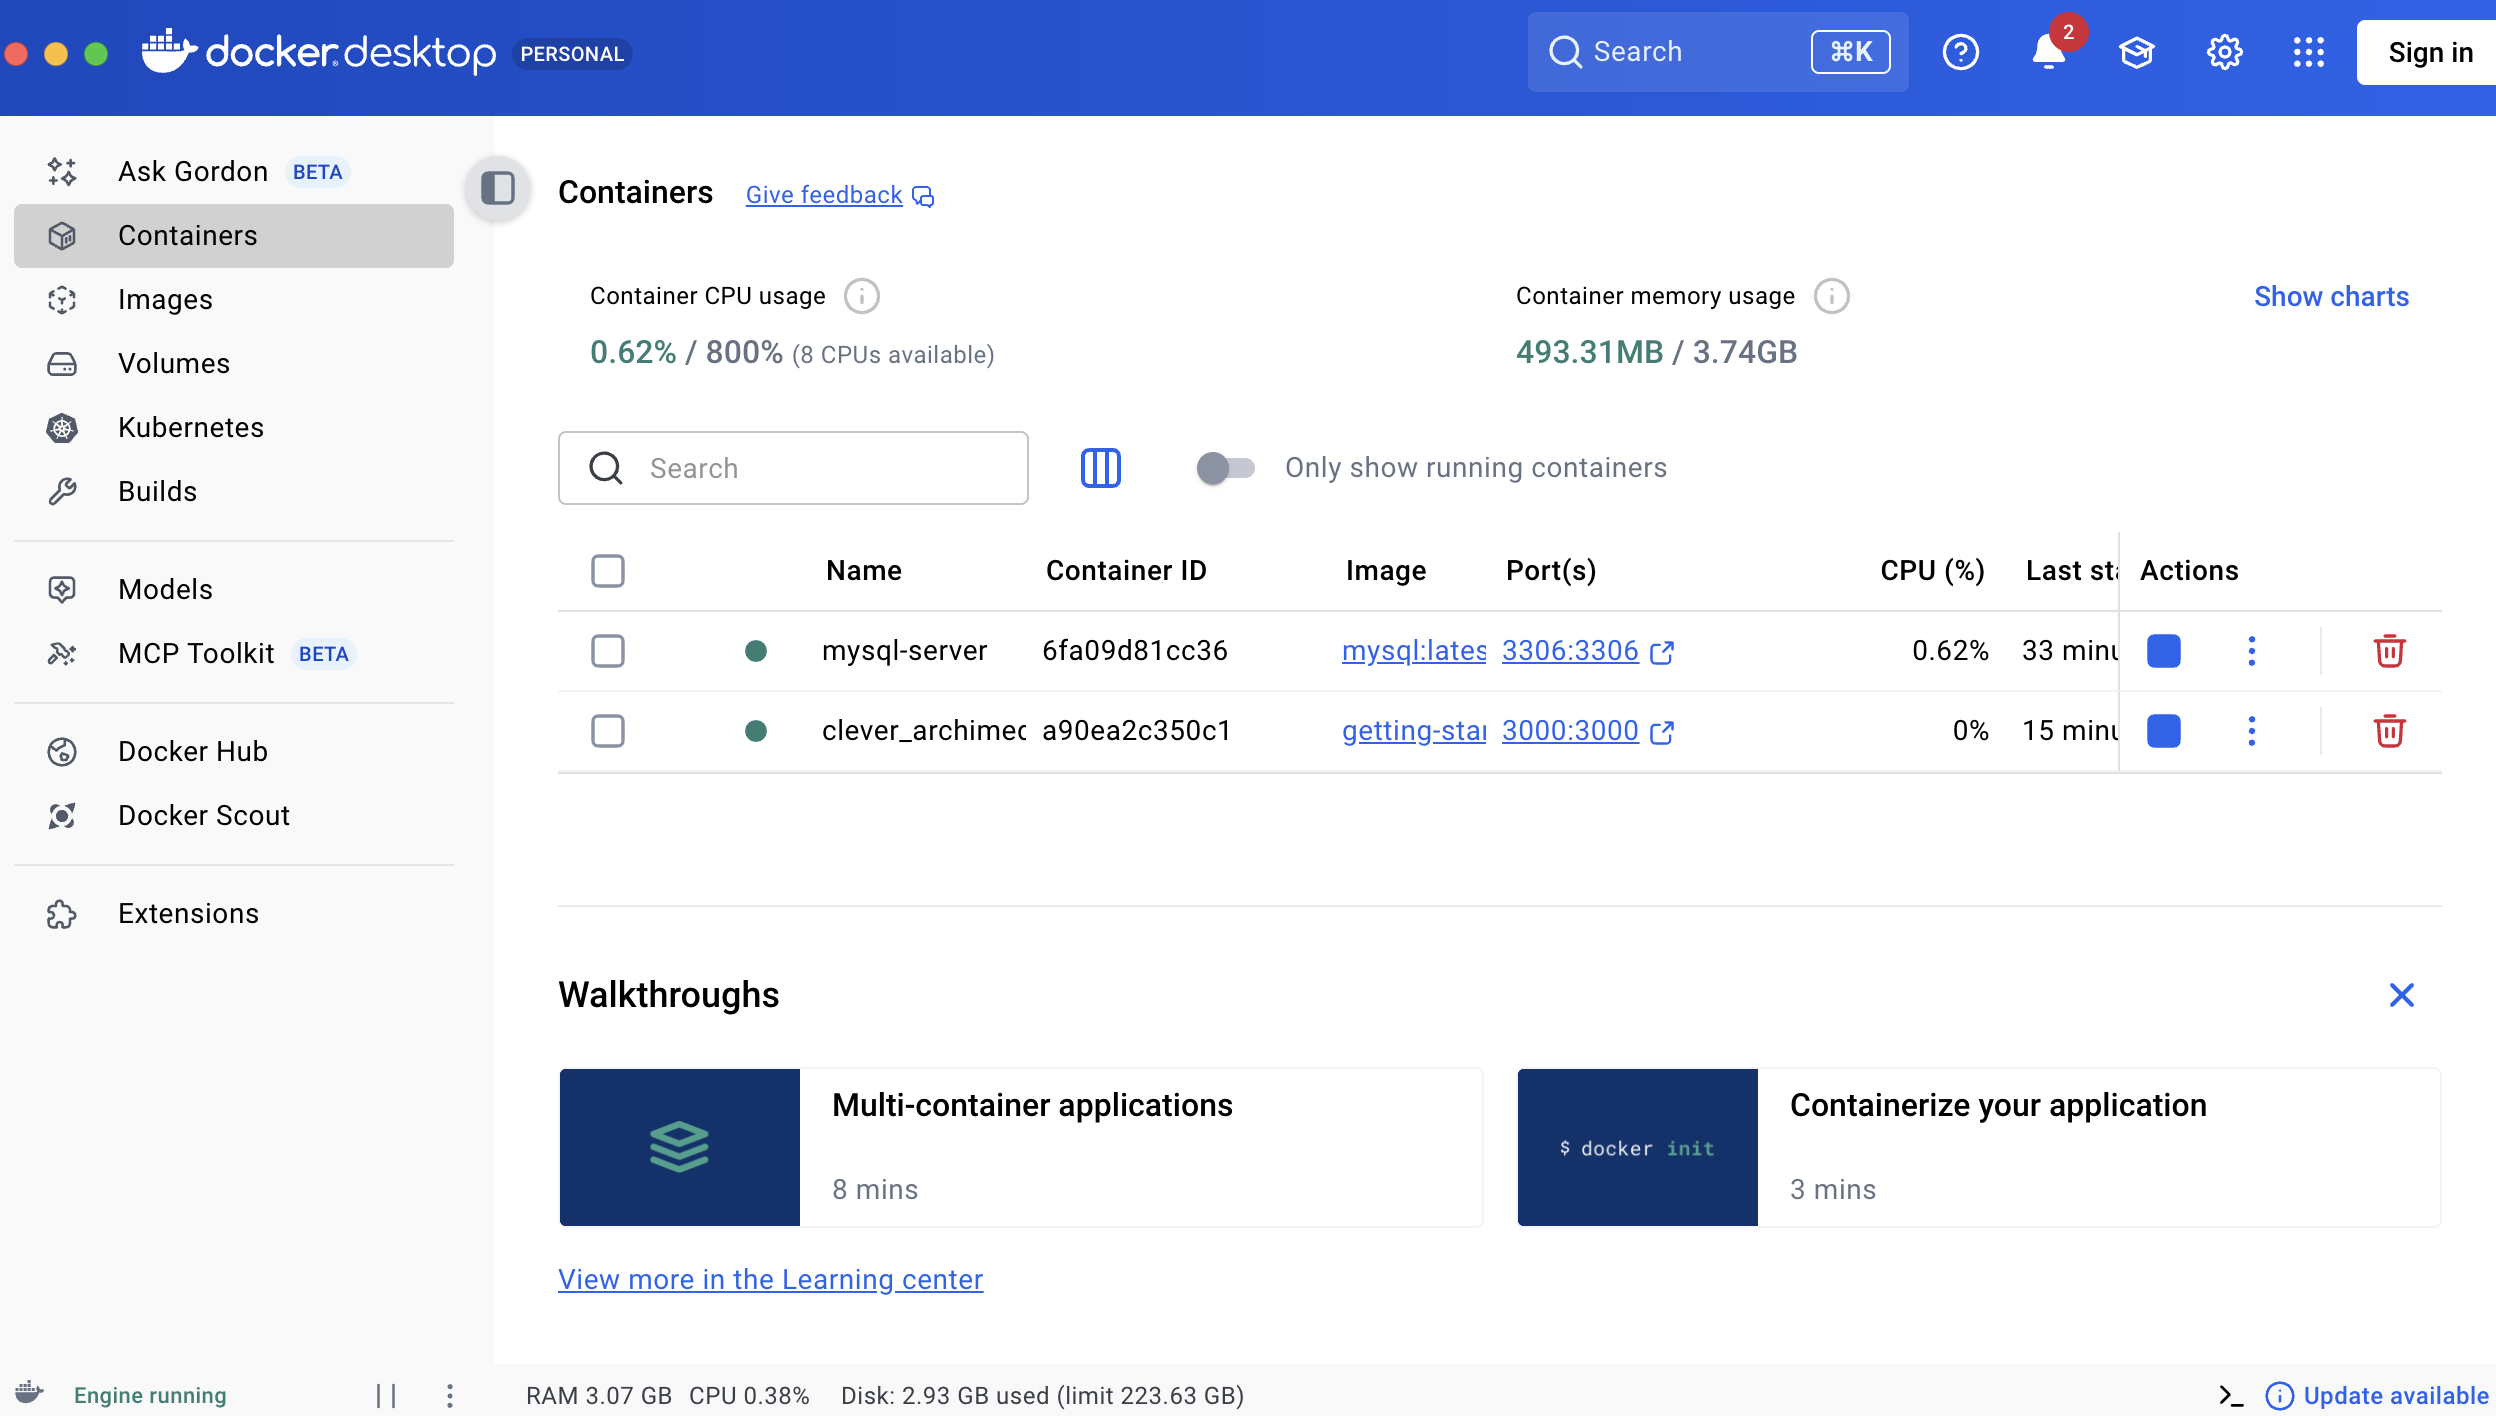 docker desktop PERSONAL
Search ⌘K
2
Sign in
Ask Gordon BETA
Containers
Images
Volumes
Kubernetes
Builds
Models
MCP Toolkit BETA
Docker Hub
Docker Scout
Extensions
Containers Give feedback
Container CPU usage
0.62% / 800% (8 CPUs available)
Container memory usage
493.31MB / 3.74GB
Show charts
Search
Only show running containers
Name Container ID Image Port(s) CPU (%) Last sta Actions
mysql-server 6fa09d81cc36 mysql:lates 3306:3306 0.62% 33 minu
clever_archimed a90ea2c350c1 getting-star 3000:3000 0% 15 minu
Walkthroughs
Multi-container applications
8 mins
$ docker init
Containerize your application
3 mins
View more in the Learning center
Engine running
RAM 3.07 GB CPU 0.38% Disk: 2.93 GB used (limit 223.63 GB)
>_ Update available